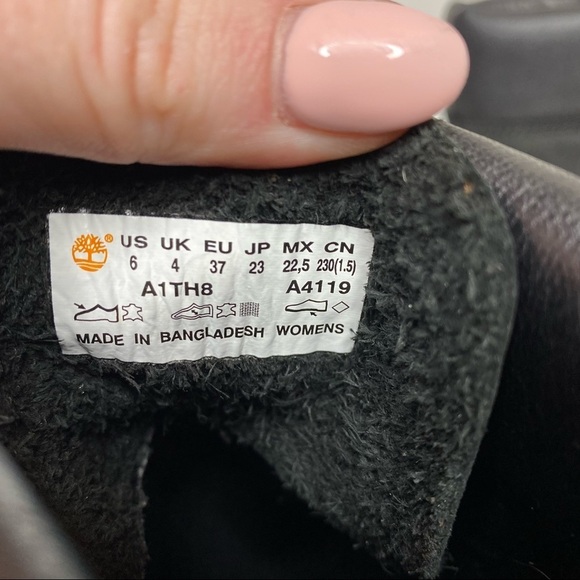 ® US UK EU JP MX CN
6 4 37 23 22,5 230(1.5)
A1TH8 A4119
MADE IN BANGLADESH WOMENS